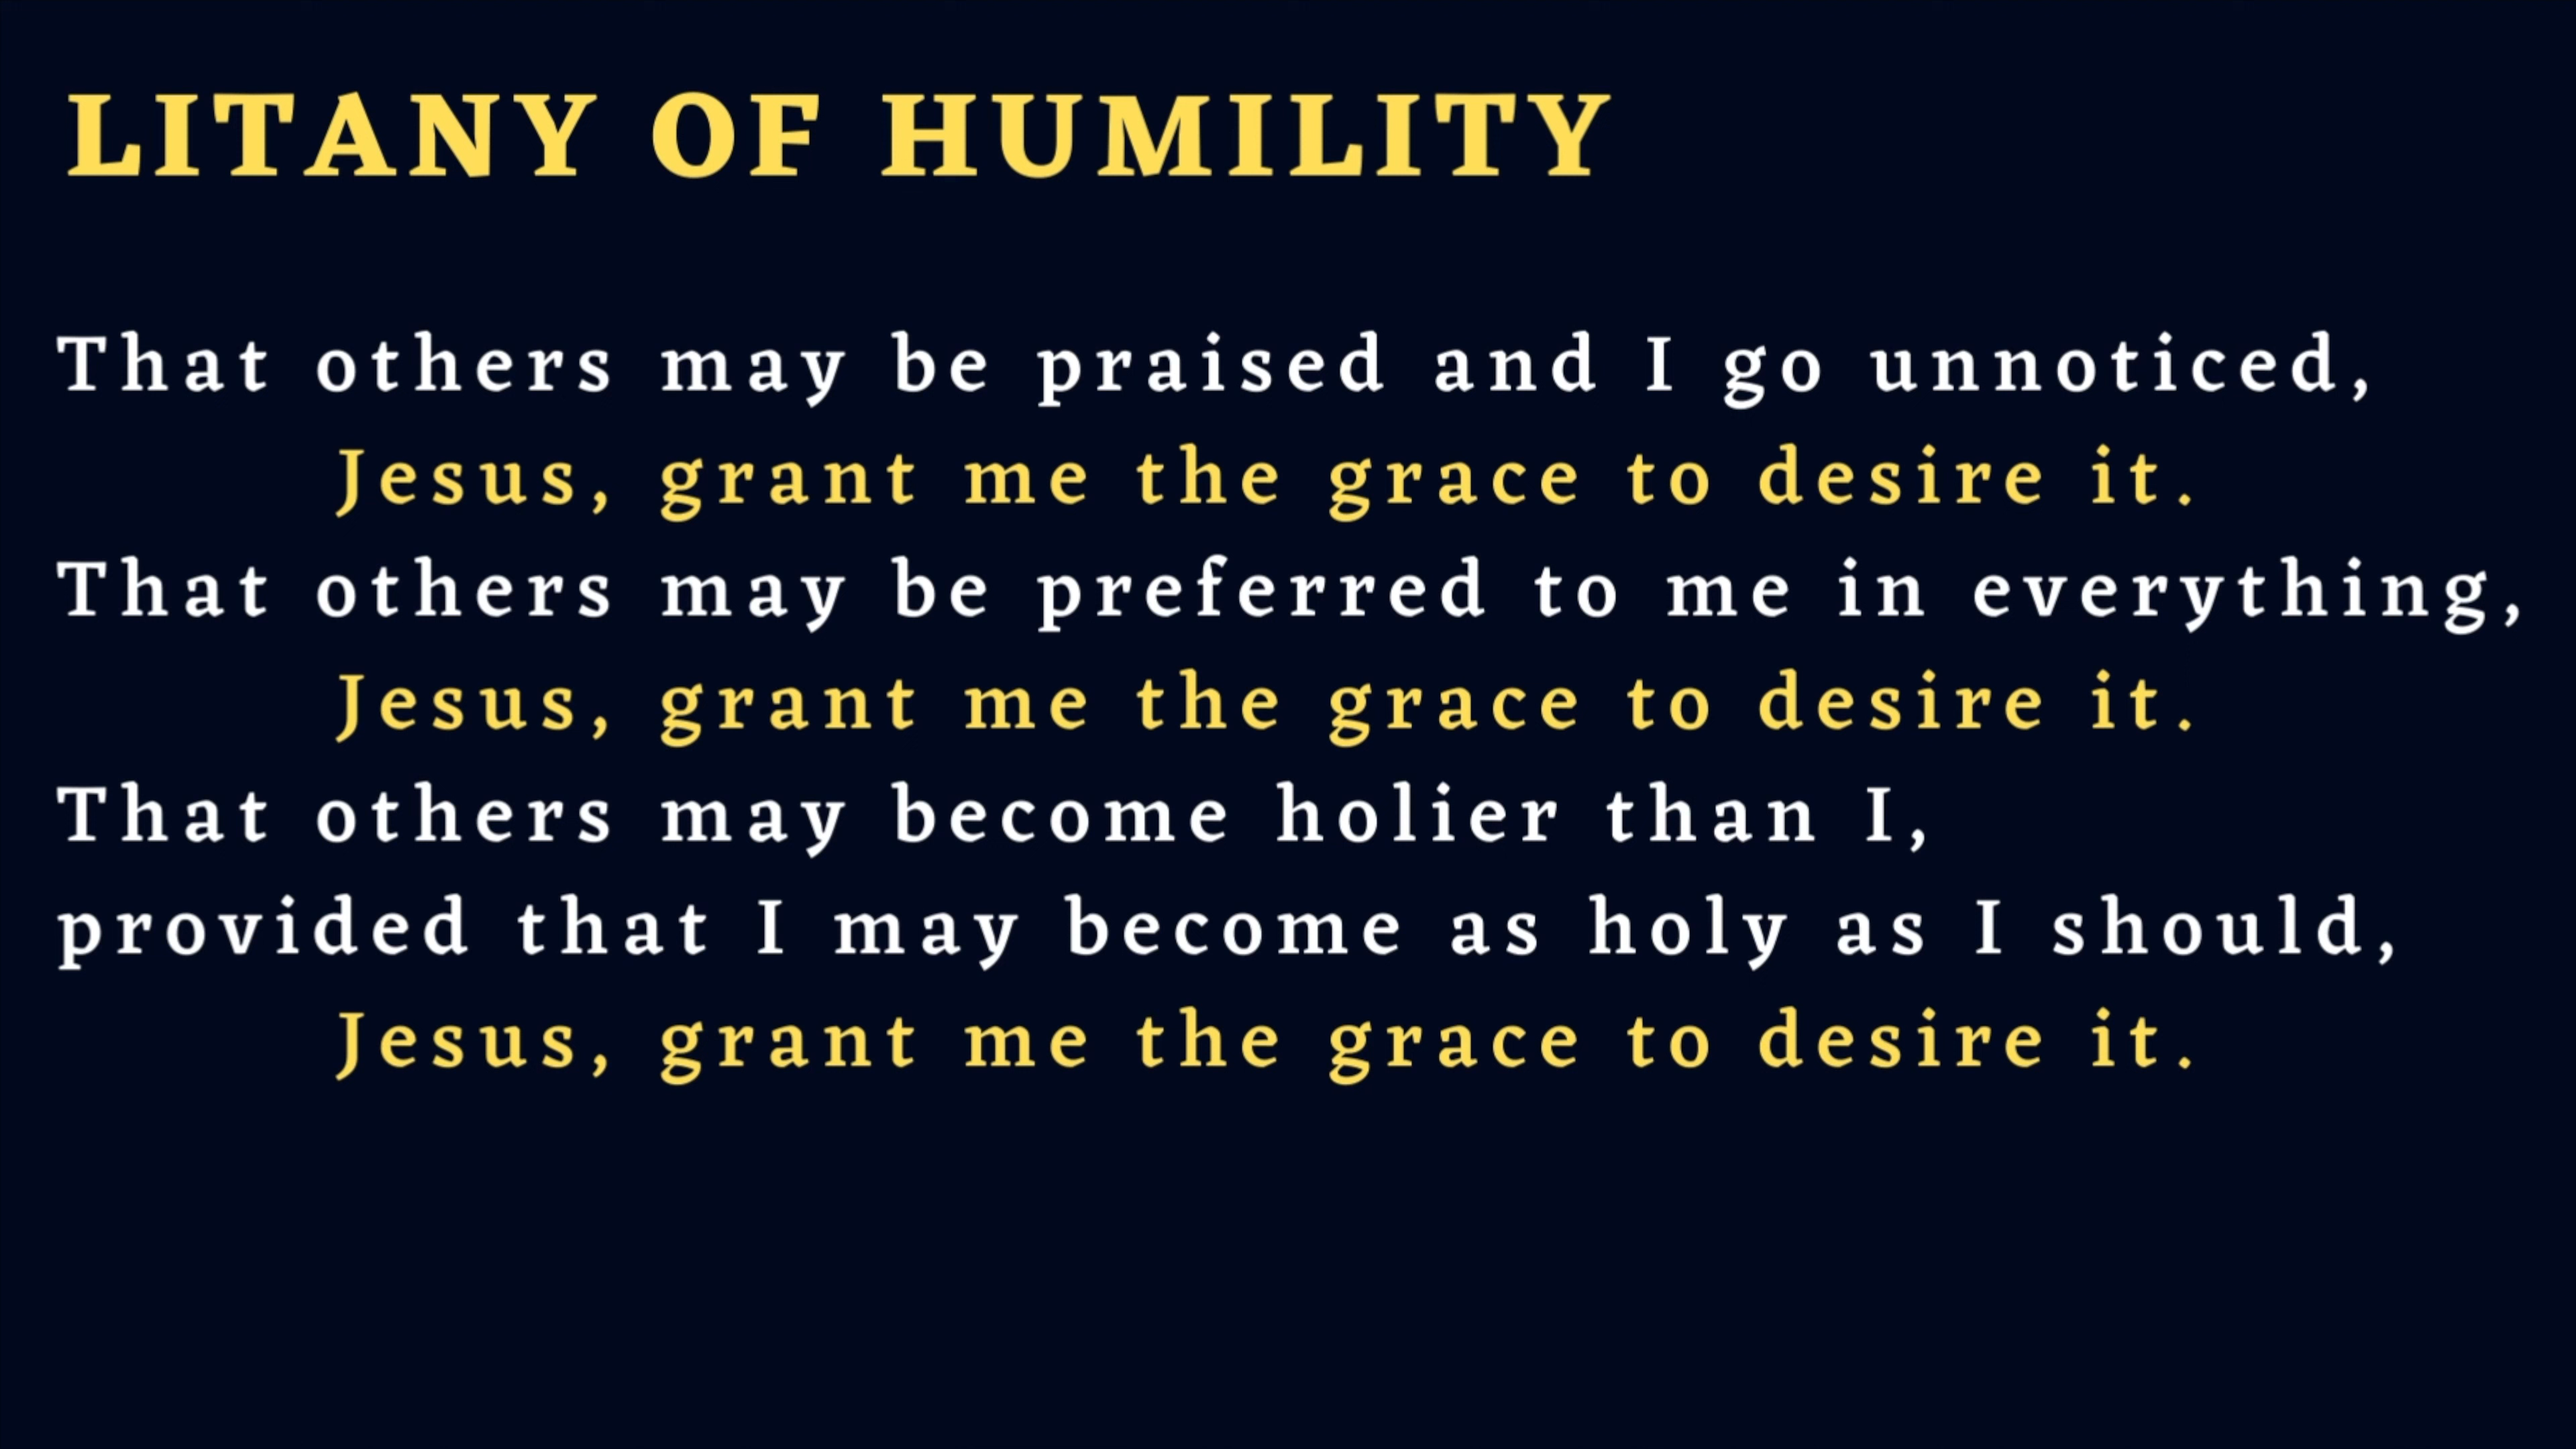 LITANY OF HUMILITY
That others may be praised and I go unnoticed,
Jesus, grant me the grace to desire it.
That others may be preferred to me in everything,
Jesus, grant me the grace to desire it.
That others may become holier than I,
provided that I may become as holy as I should,
Jesus, grant me the grace to desire it.